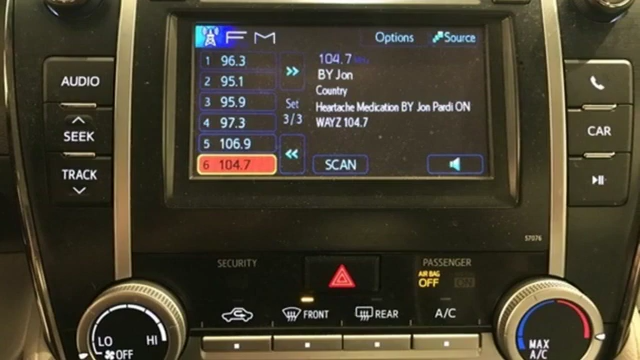 FM
Options
Source
1 96.3
2 95.1
3 95.9
4 97.3
5 106.9
6 104.7
Set
3/3
104.7
BY Jon
Country
Heartache Medication BY Jon Pardi ON
WAYZ 104.7
SCAN
AUDIO
SEEK
TRACK
CAR
57076
SECURITY
PASSENGER
AIR BAG
OFF
ON
FRONT
REAR
A/C
LO
HI
OFF
MAX
A/C